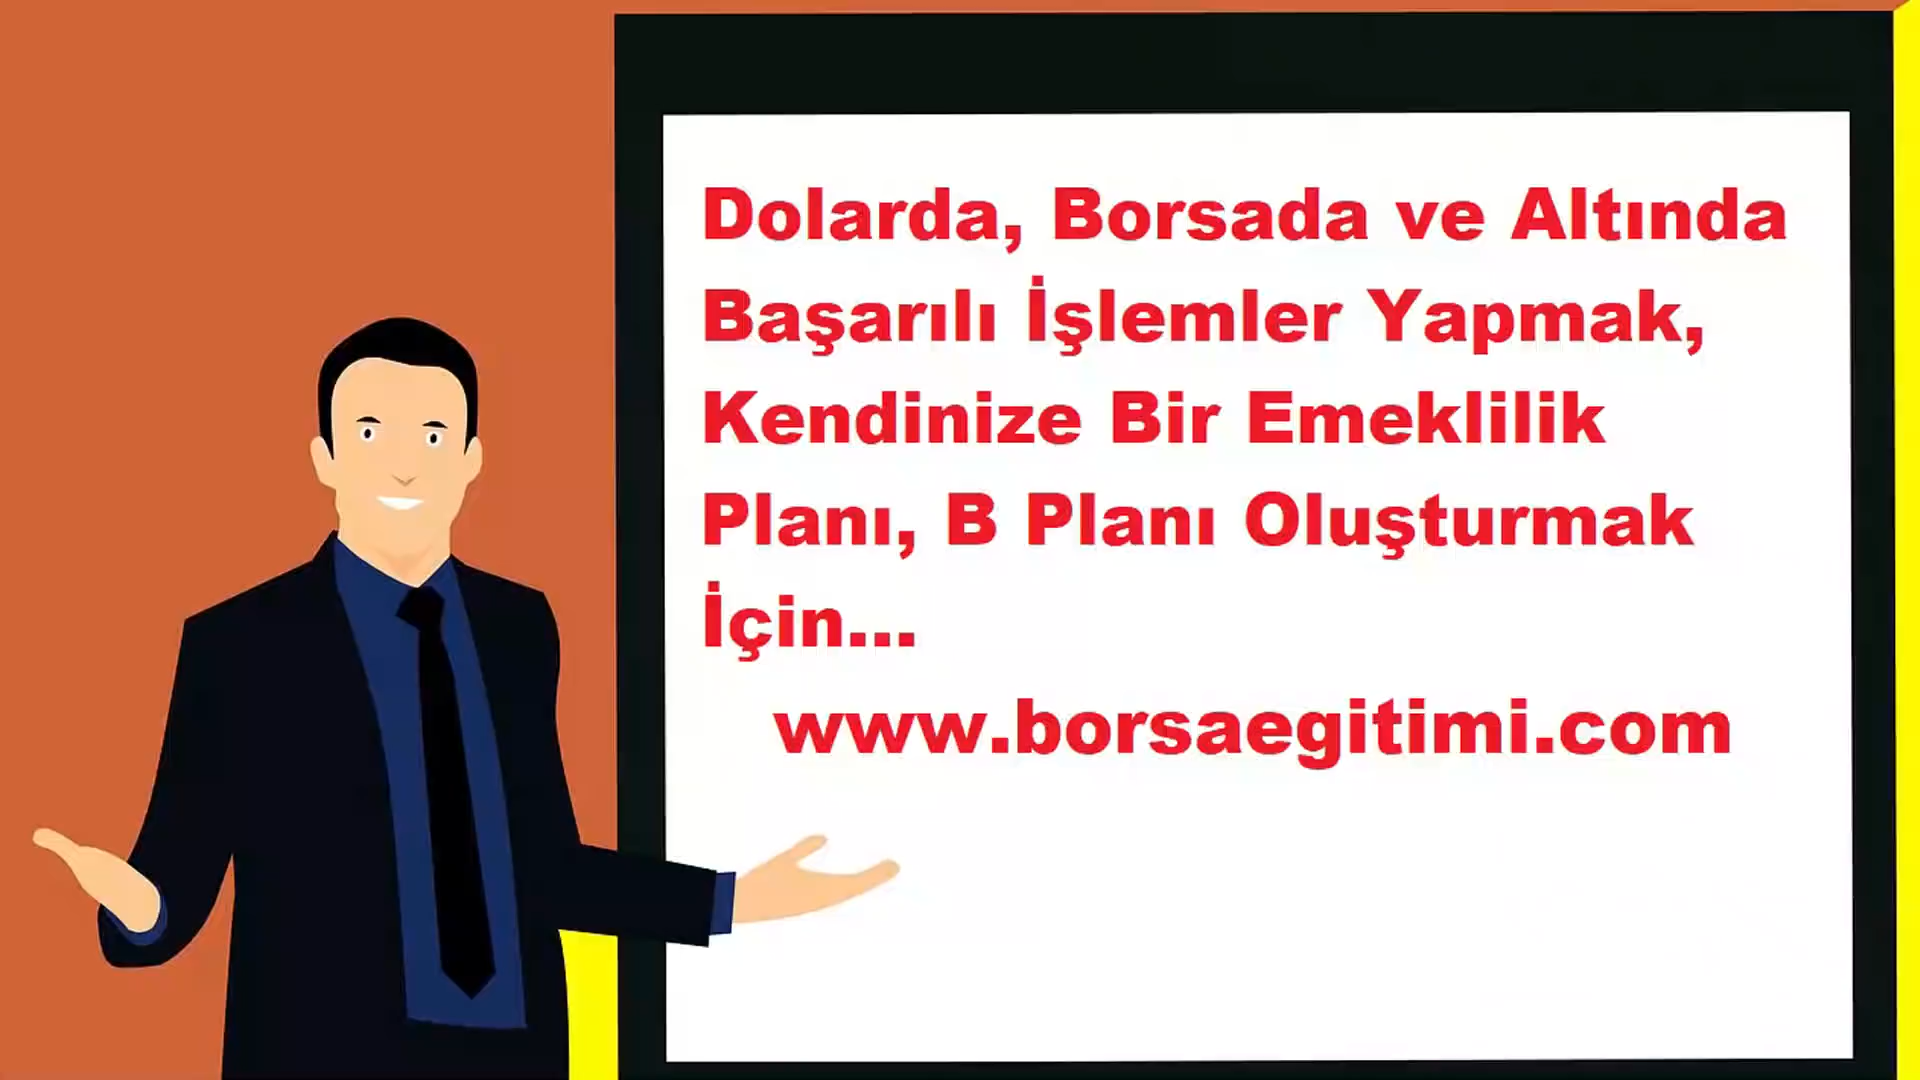 Dolarda, Borsada ve Altında
Başarılı İşlemler Yapmak,
Kendinize Bir Emeklilik
Planı, B Planı Oluşturmak
İçin...
www.borsaegitimi.com